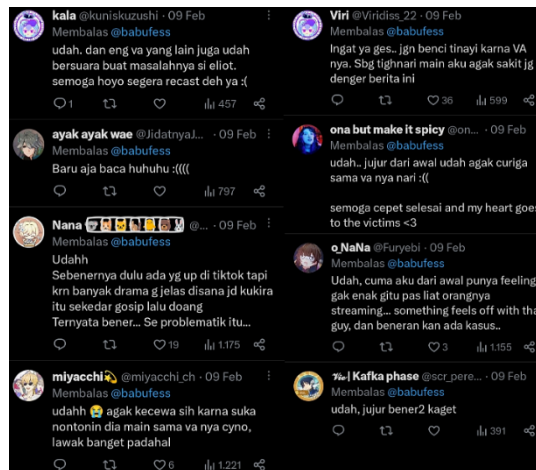 kala @kuniskuzushi · 09 Feb
Membalas @babufess
udah. dan eng va yang lain juga udah
bersuara buat masalahnya si eliot.
semoga hoyo segera recast deh ya :(
1 457
ayak ayak wae @JidatnyaJ... · 09 Feb
Membalas @babufess
Baru aja baca huhuhu :((((
797
Nana @... · 09 Feb
Membalas @babufess
Udahh
Sebenernya dulu ada yg up di tiktok tapi
krn banyak drama g jelas disana jd kukira
itu sekedar gosip lalu doang
Ternyata bener... Se problematik itu...
19 1.175
miyacchi @miyacchi_ch · 09 Feb
Membalas @babufess
udahh 😭 agak kecewa sih karna suka
nontonin dia main sama va nya cyno,
lawak banget padahal
6 1.221
Viri @Viridiss_22 · 09 Feb
Membalas @babufess
Ingat ya ges.. jgn benci tinayi karna VA
nya. Sbg tighnari main aku agak sakit jg
denger berita ini
36 599
ona but make it spicy @on... · 09 Feb
Membalas @babufess
udah.. jujur dari awal udah agak curiga
sama va nya nari :((
semoga cepet selesai and my heart goes
to the victims <3
o_NaNa @Furyebi · 09 Feb
Membalas @babufess
Udah, cuma aku dari awal punya feeling
gak enak gitu pas liat orangnya
streaming... something feels off with tha
guy, dan beneran kan ada kasus..
3 1.155
| Kafka phase @scr_pere... · 09 Feb
Membalas @babufess
udah, jujur bener2 kaget
391